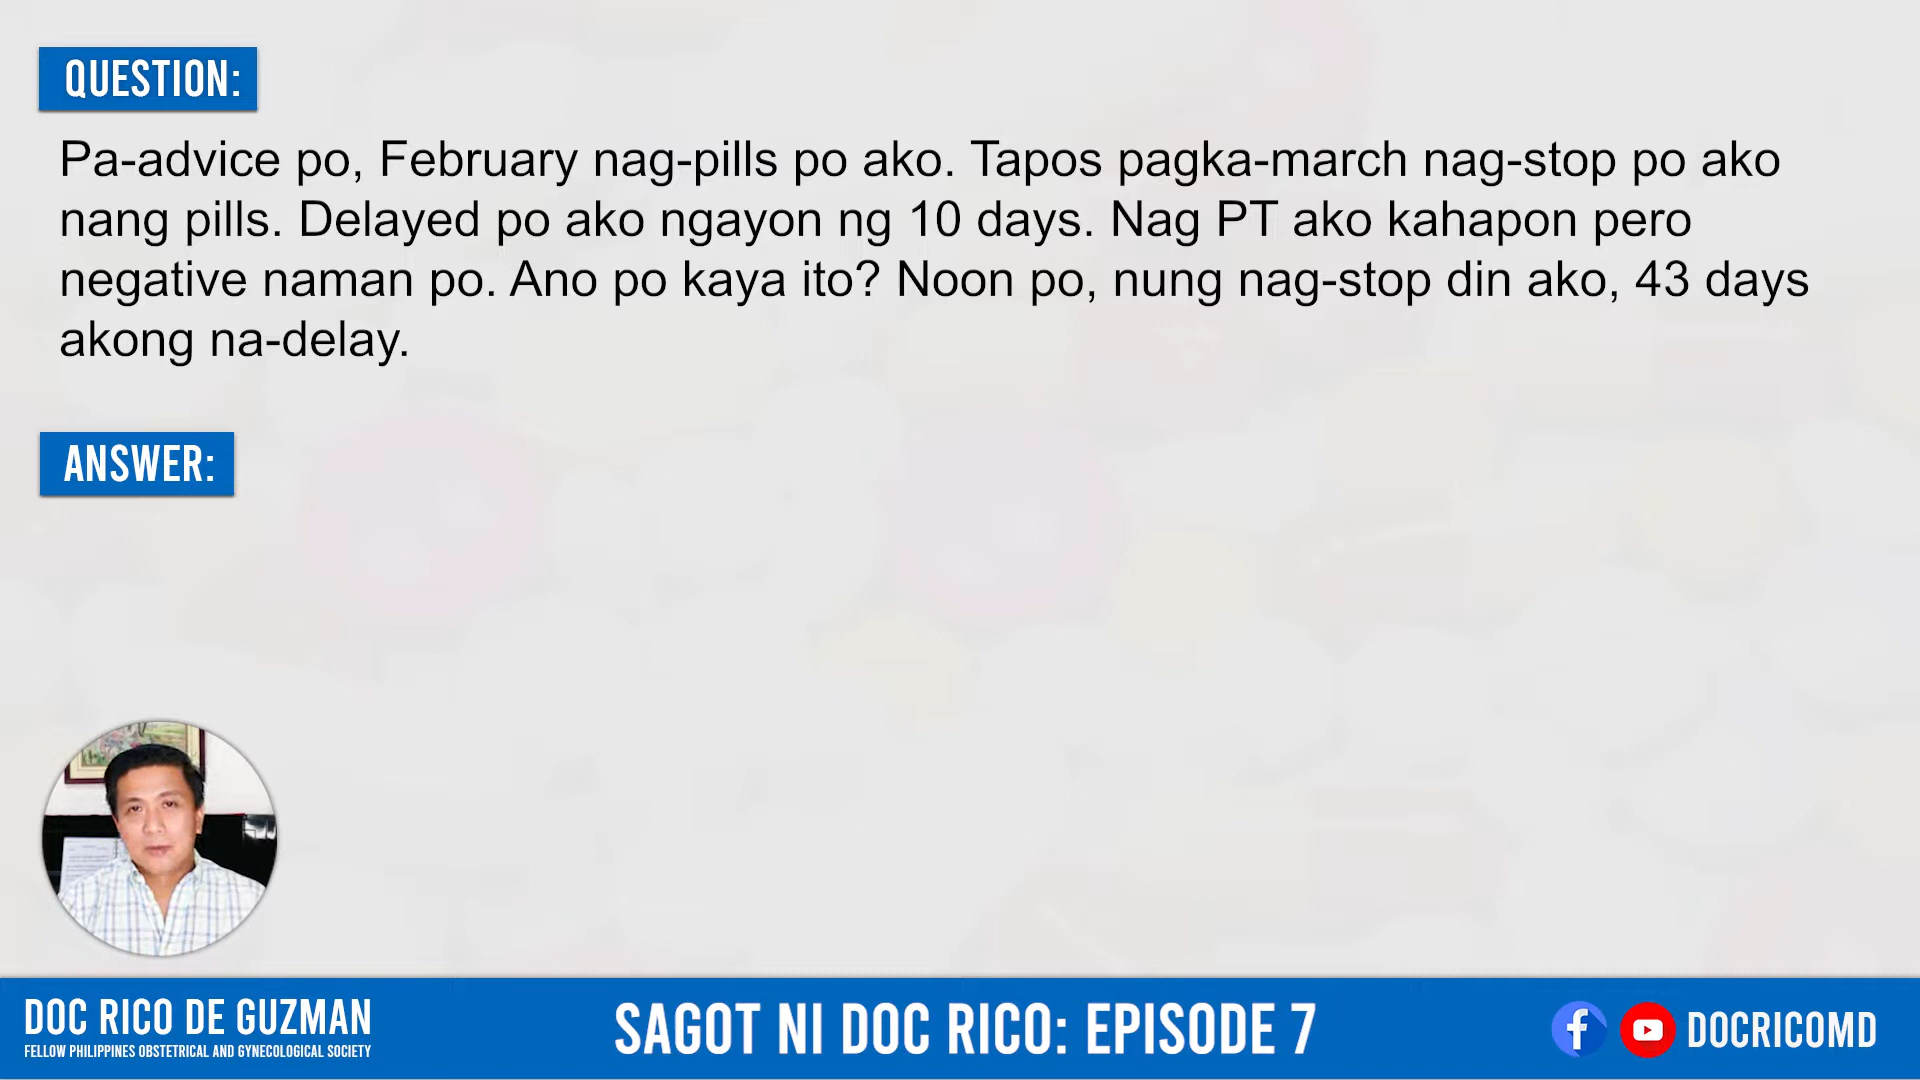 QUESTION:
Pa-advice po, February nag-pills po ako. Tapos pagka-march nag-stop po ako
nang pills. Delayed po ako ngayon ng 10 days. Nag PT ako kahapon pero
negative naman po. Ano po kaya ito? Noon po, nung nag-stop din ako, 43 days
akong na-delay.
ANSWER:
DOC RICO DE GUZMAN
FELLOW PHILIPPINES OBSTETRICAL AND GYNECOLOGICAL SOCIETY
SAGOT NI DOC RICO: EPISODE 7
DOCRICOMD